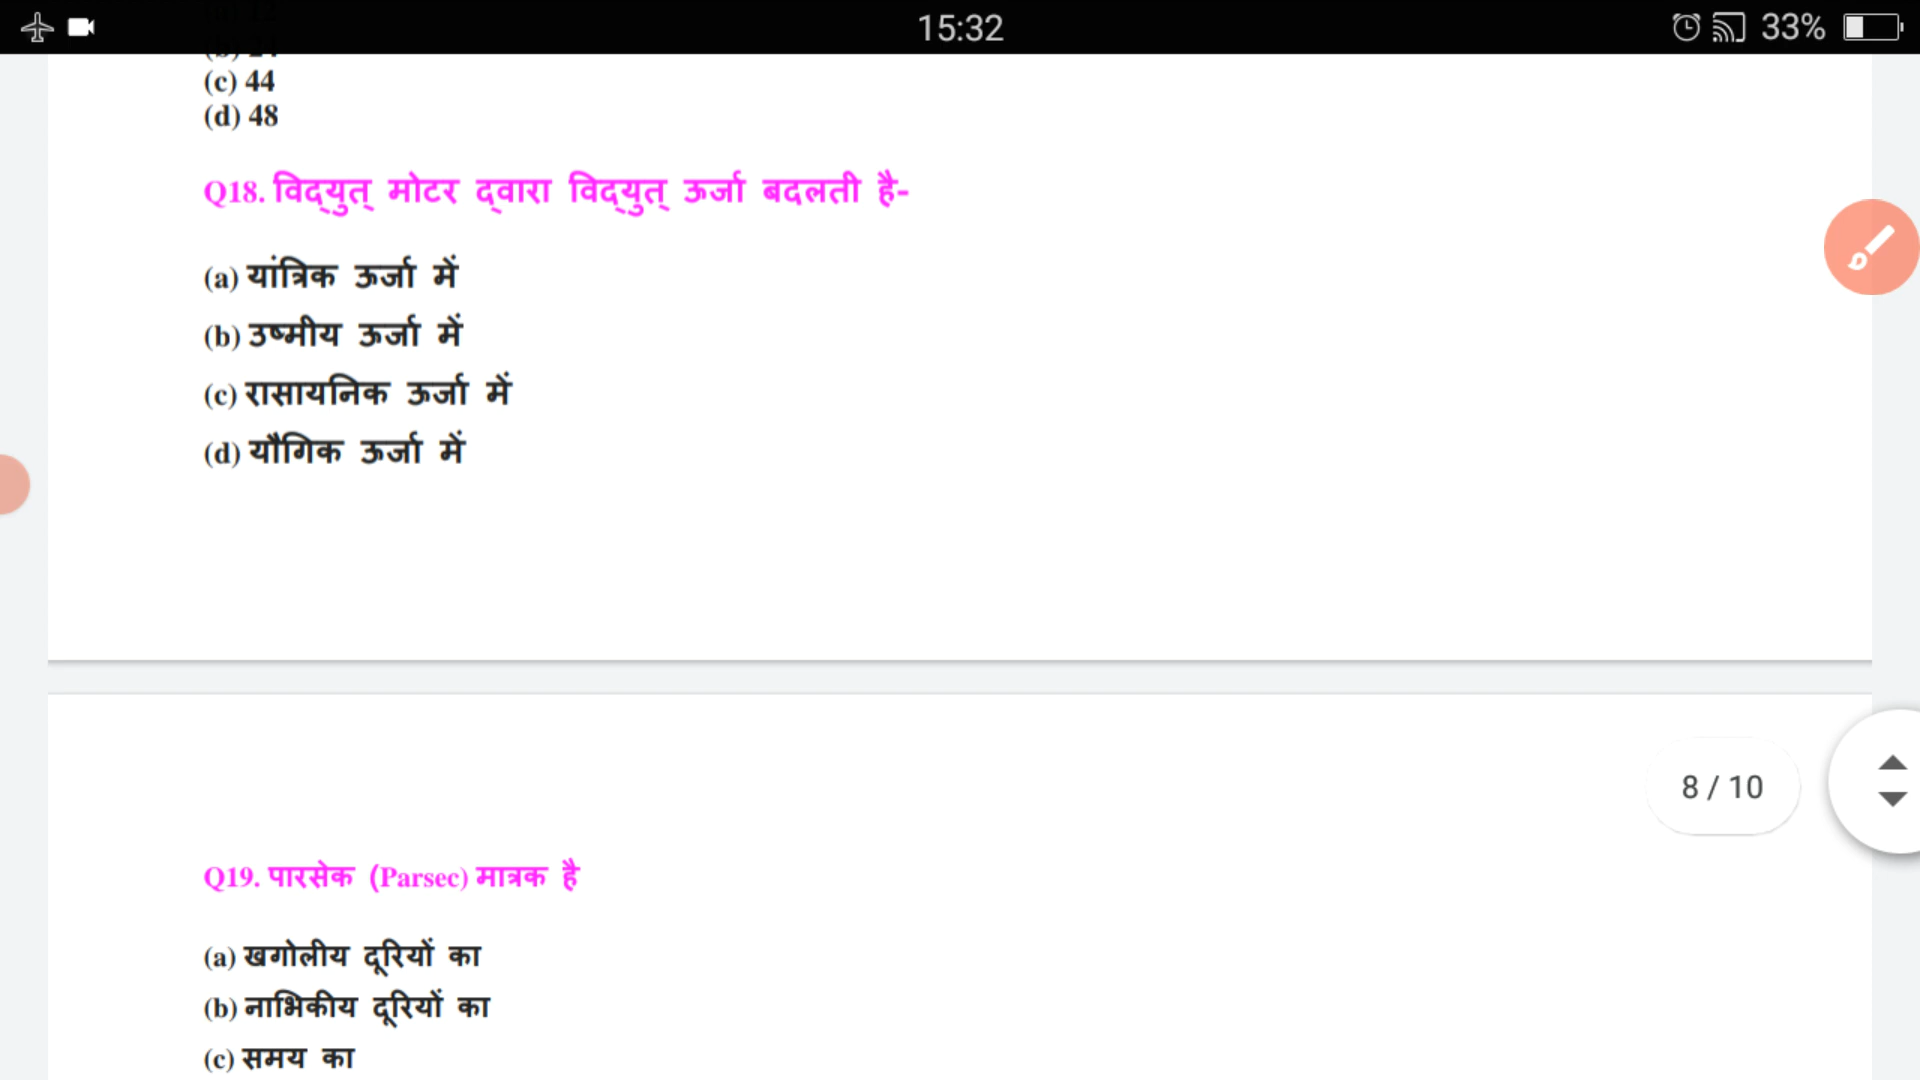 15:32
33%
(c) 44
(d) 48
Q18. विद्युत् मोटर द्वारा विद्युत् ऊर्जा बदलती है-
(a) यांत्रिक ऊर्जा में
(b) उष्मीय ऊर्जा में
(c) रासायनिक ऊर्जा में
(d) यौगिक ऊर्जा में
8 / 10
Q19. पारसेक (Parsec) मात्रक है
(a) खगोलीय दूरियों का
(b) नाभिकीय दूरियों का
(c) समय का